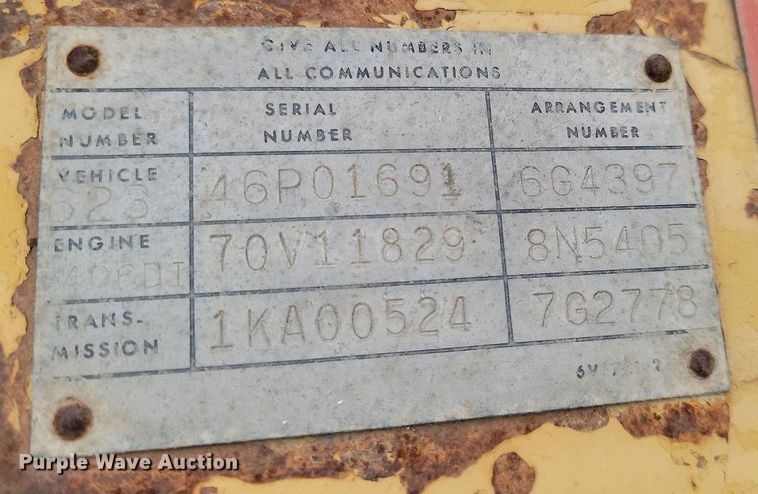 GIVE ALL NUMBERS IN
ALL COMMUNICATIONS
MODEL NUMBER SERIAL NUMBER ARRANGEMENT NUMBER
VEHICLE 623 46P01691 6G4397
ENGINE 70V11829 8N5405
TRANS-MISSION 1KA00524 7G2778
Purple Wave Auction